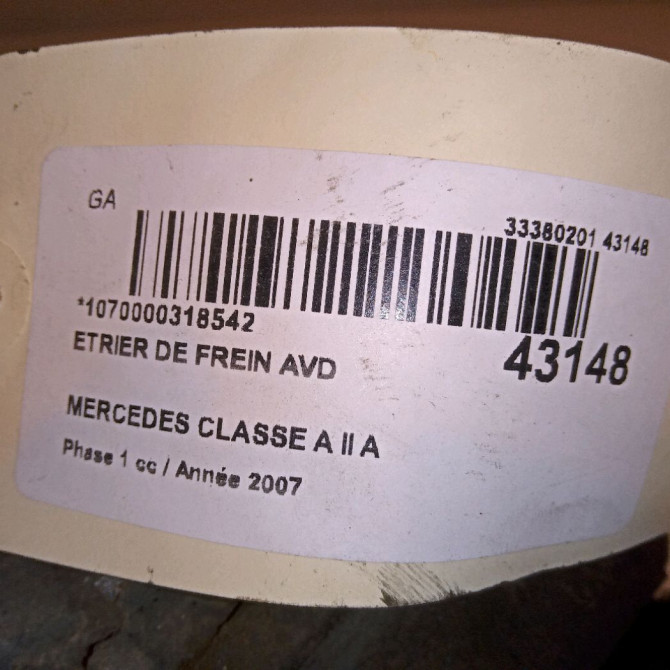 GA
33380201 43148
*1070000318542
43148
ETRIER DE FREIN AVD
MERCEDES CLASSE A II A
Phase 1 cc / Année 2007